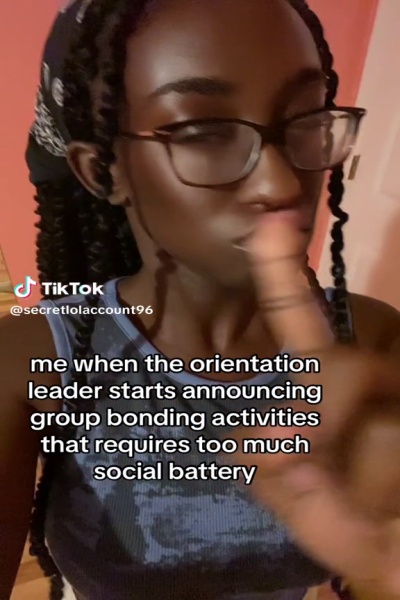 TikTok
@secretlolaccount96
me when the orientation
leader starts announcing
group bonding activities
that requires too much
social battery